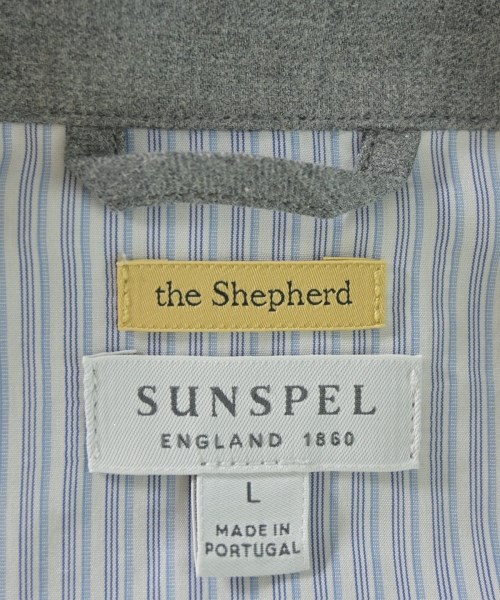 the Shepherd
SUNSPEL
ENGLAND 1860
L
MADE IN
PORTUGAL